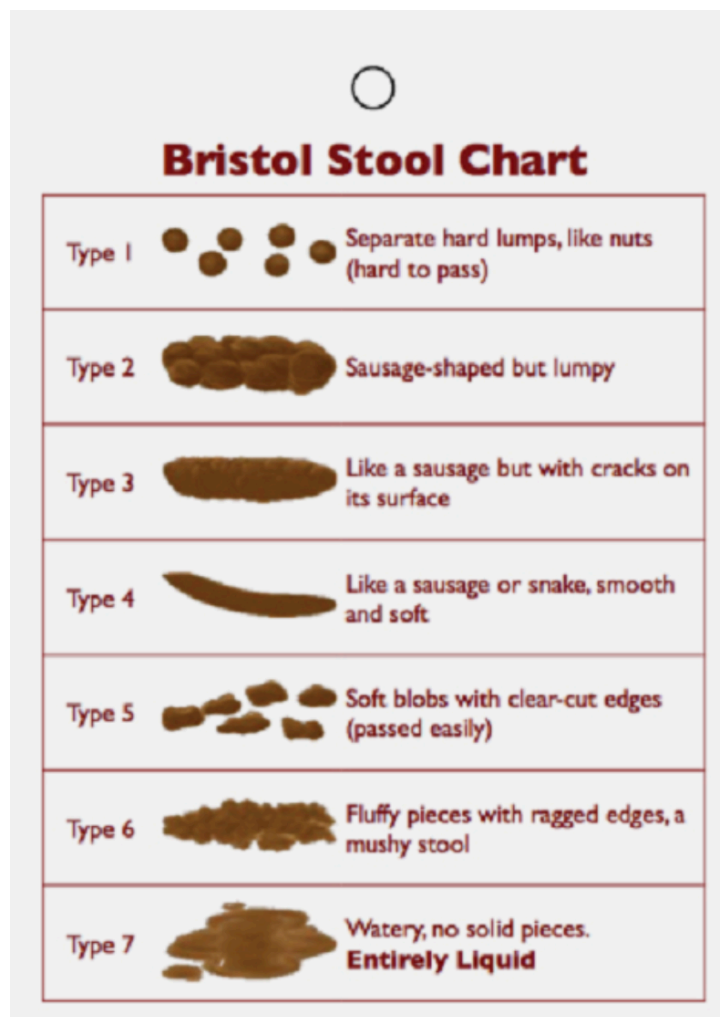 Bristol Stool Chart
Type 1
Separate hard lumps, like nuts
(hard to pass)
Type 2
Sausage-shaped but lumpy
Type 3
Like a sausage but with cracks on
its surface
Type 4
Like a sausage or snake, smooth
and soft
Type 5
Soft blobs with clear-cut edges
(passed easily)
Type 6
Fluffy pieces with ragged edges, a
mushy stool
Type 7
Watery, no solid pieces.
Entirely Liquid